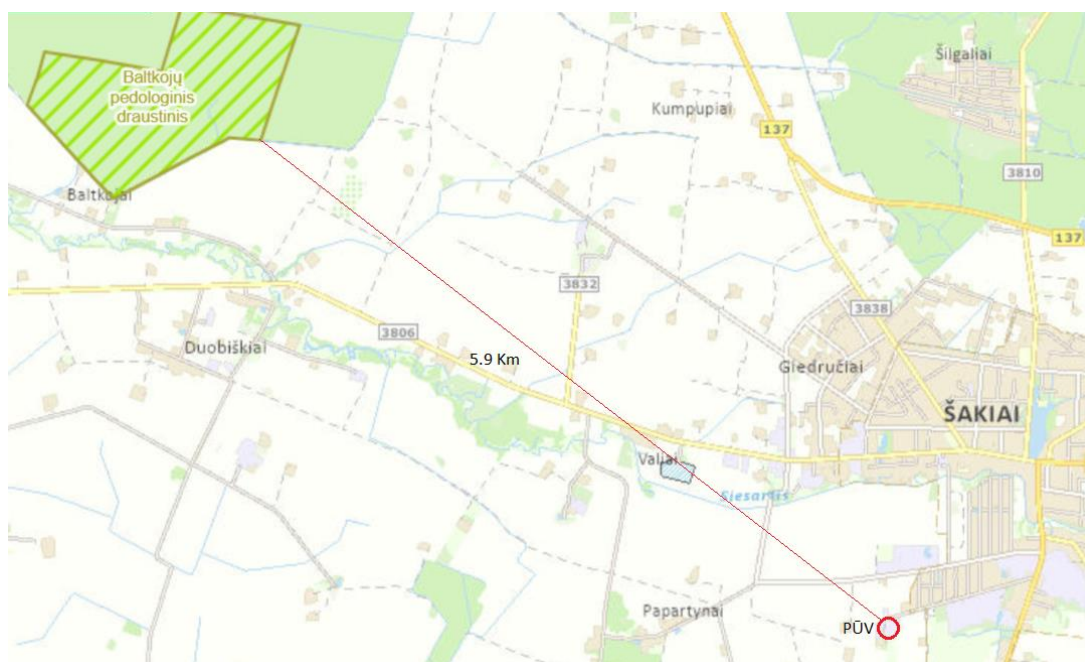 Baltkojų
pedologinis
draustinis
Šilgaliai
Kumpupiai
137
3810
Baltkojai
137
3832
3838
3806
Duobiškiai
5.9 Km
Giedručiai
ŠAKIAI
Valiai
Siesartis
Papartynai
PŪV